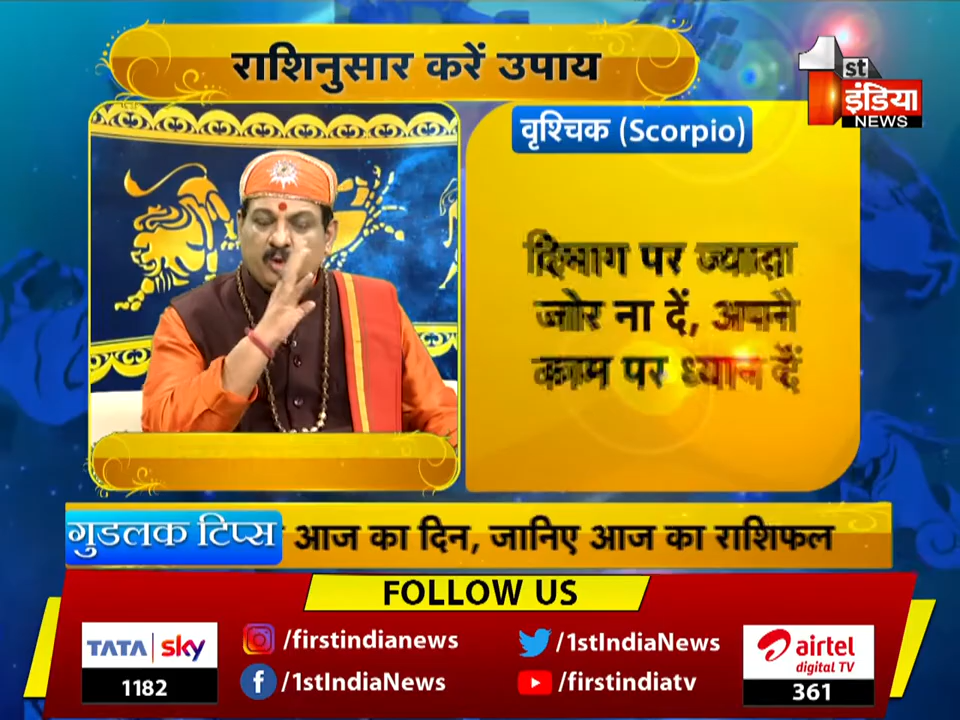 राशिनुसार करें उपाय
1st
इंडिया
NEWS
वृश्चिक (Scorpio)
दिमाग पर ज्यादा
जोर ना दें, अपने
काम पर ध्यान दें
गुडलक टिप्स
आज का दिन, जानिए आज का राशिफल
FOLLOW US
TATA sky
1182
/firstindianews
/1stIndiaNews
/1stIndiaNews
/firstindiatv
airtel
digital TV
361